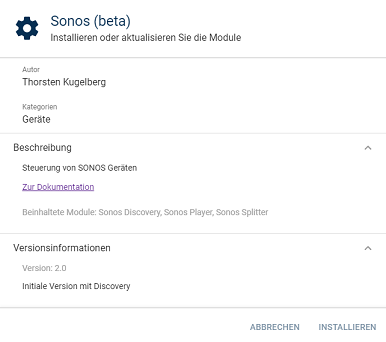 Sonos (beta)
Installieren oder aktualisieren Sie die Module
Autor
Thorsten Kugelberg
Kategorien
Geräte
Beschreibung
Steuerung von SONOS Geräten
Zur Dokumentation
Beinhaltete Module: Sonos Discovery, Sonos Player, Sonos Splitter
Versionsinformationen
Version: 2.0
Initiale Version mit Discovery
ABBRECHEN INSTALLIEREN